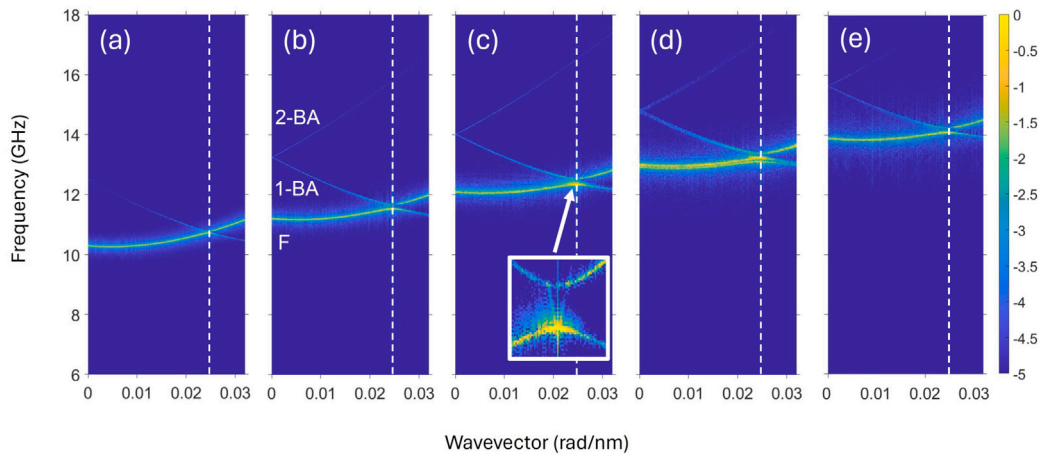 (a) (b) (c) (d) (e)
18
16
14
12
10
8
6
Frequency (GHz)
2-BA
1-BA
F
0 0.01 0.02 0.03
0 0.01 0.02 0.03
0 0.01 0.02 0.03
0 0.01 0.02 0.03
0 0.01 0.02 0.03
Wavevector (rad/nm)
0
-0.5
-1
-1.5
-2
-2.5
-3
-3.5
-4
-4.5
-5